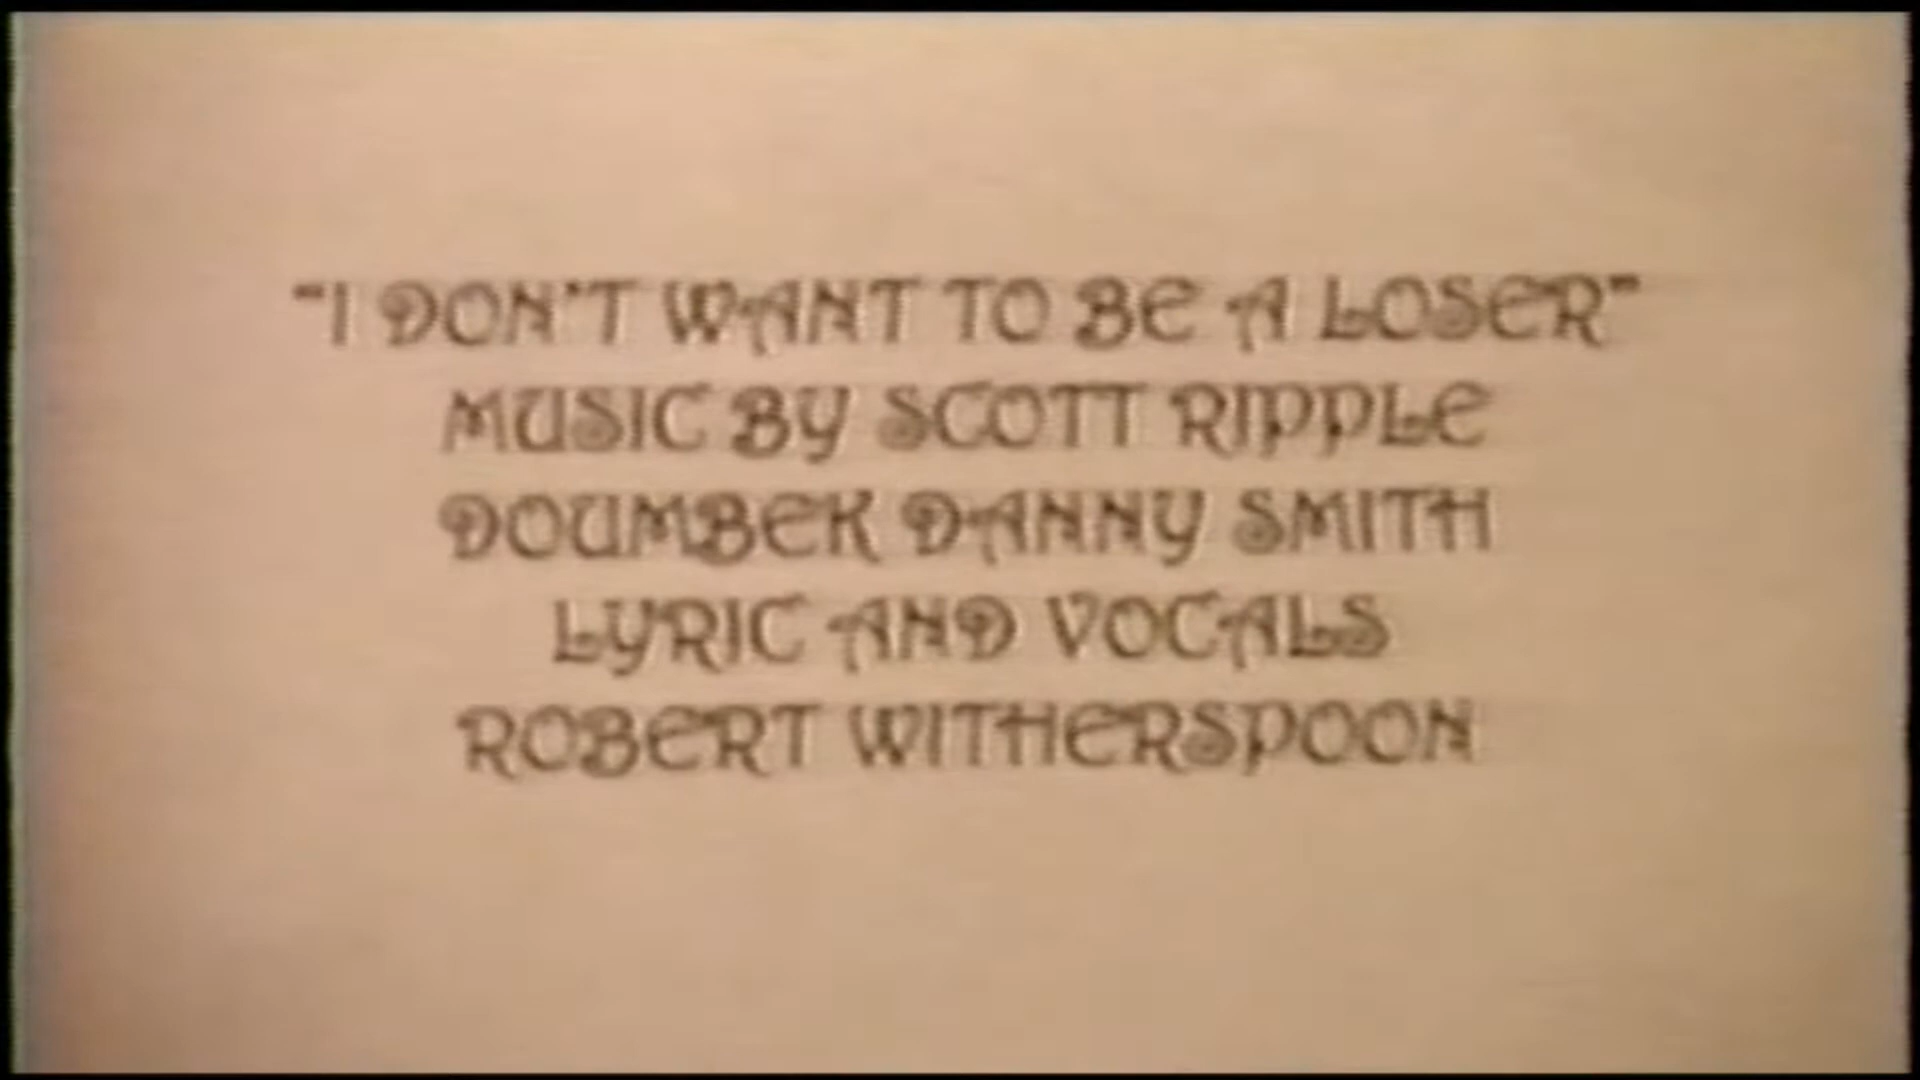 "I DON'T WANT TO BE A LOSER"
MUSIC BY SCOTT RIPPLE
DOUMBEK DANNY SMITH
LYRIC AND VOCALS
ROBERT WITHERSPOON